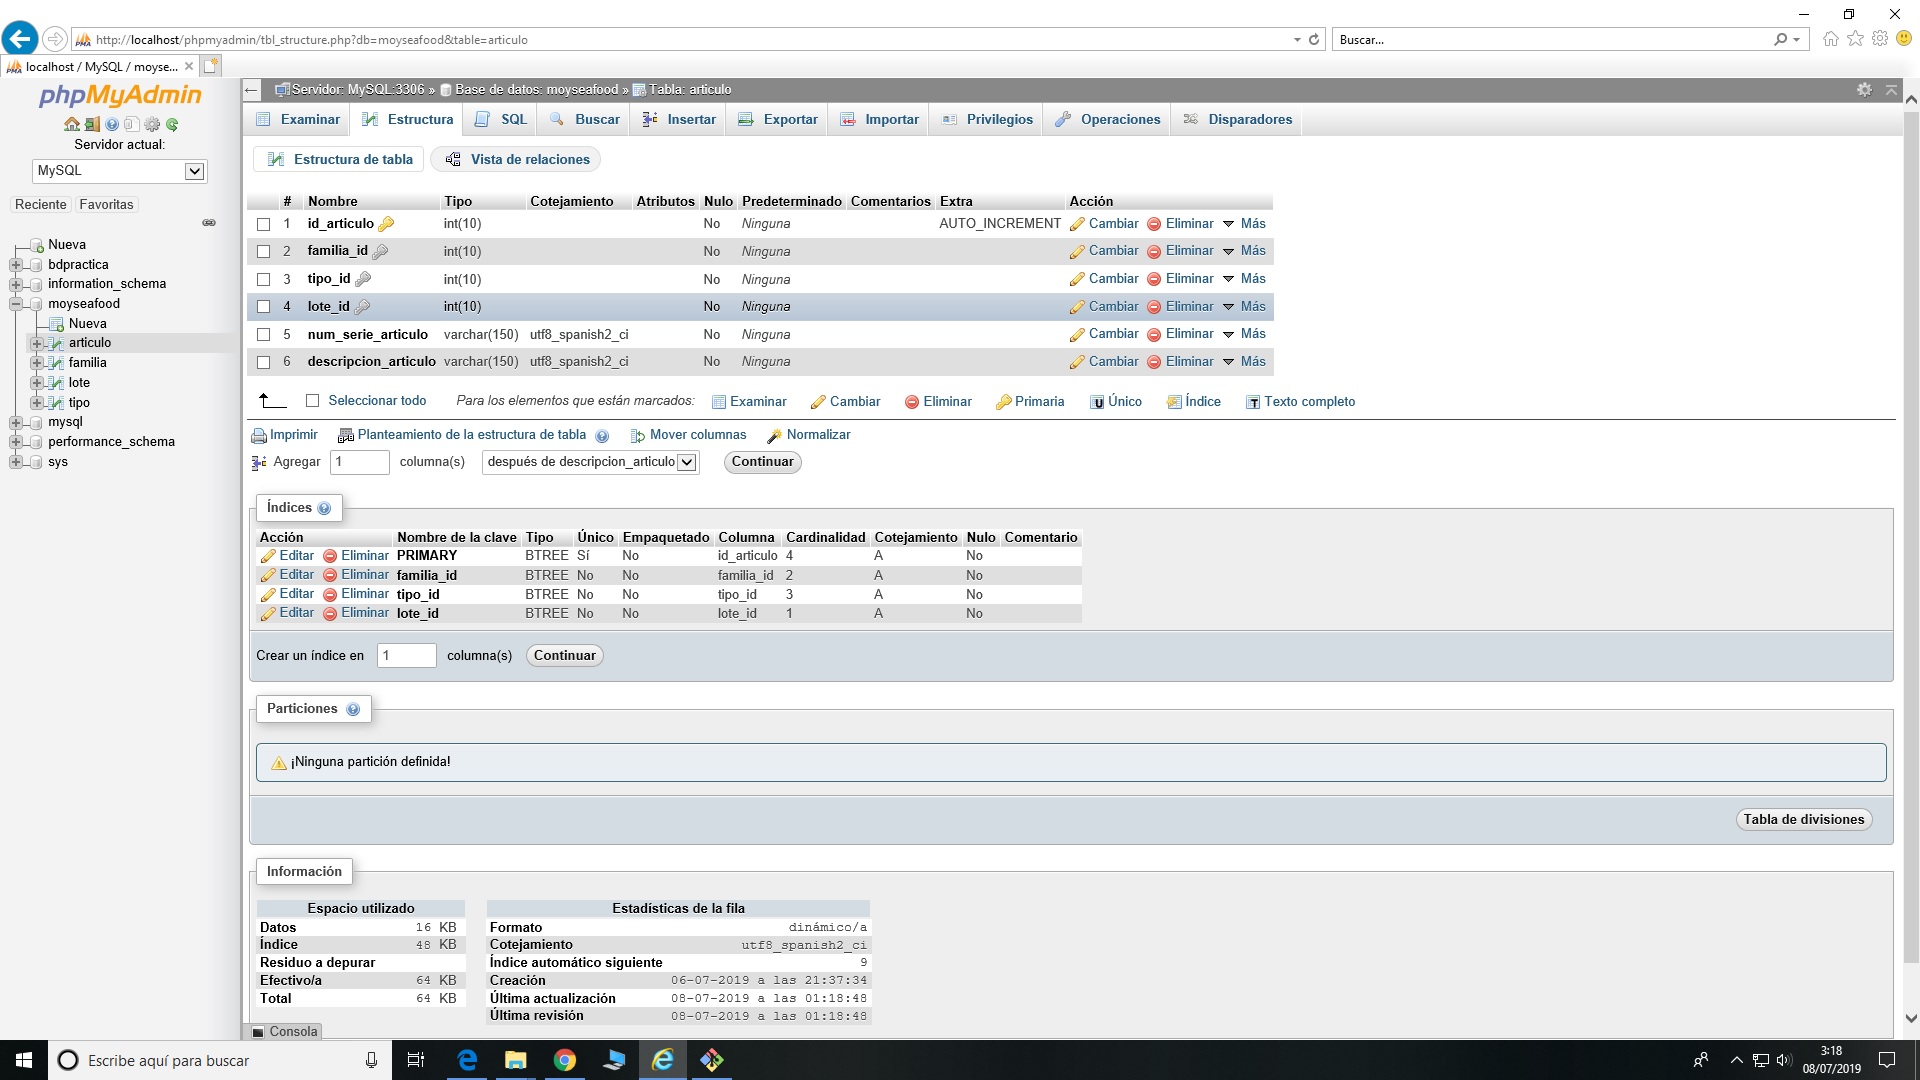 http://localhost/phpmyadmin/tbl_structure.php?db=moyseafood&table=articulo
Buscar...
localhost / MySQL / moyse...
phpMyAdmin
Servidor actual:
MySQL
Reciente Favoritas
Nueva
bdpractica
information_schema
moyseafood
Nueva
articulo
familia
lote
tipo
mysql
performance_schema
sys
Servidor: MySQL:3306 » Base de datos: moyseafood » Tabla: articulo
Examinar Estructura SQL Buscar Insertar Exportar Importar Privilegios Operaciones Disparadores
Estructura de tabla Vista de relaciones
# Nombre Tipo Cotejamiento Atributos Nulo Predeterminado Comentarios Extra Acción
1 id_articulo int(10) No Ninguna AUTO_INCREMENT Cambiar Eliminar Más
2 familia_id int(10) No Ninguna Cambiar Eliminar Más
3 tipo_id int(10) No Ninguna Cambiar Eliminar Más
4 lote_id int(10) No Ninguna Cambiar Eliminar Más
5 num_serie_articulo varchar(150) utf8_spanish2_ci No Ninguna Cambiar Eliminar Más
6 descripcion_articulo varchar(150) utf8_spanish2_ci No Ninguna Cambiar Eliminar Más
Seleccionar todo Para los elementos que están marcados: Examinar Cambiar Eliminar Primaria Único Índice Texto completo
Imprimir Planteamiento de la estructura de tabla Mover columnas Normalizar
Agregar 1 columna(s) después de descripcion_articulo Continuar
Índices
Acción Nombre de la clave Tipo Único Empaquetado Columna Cardinalidad Cotejamiento Nulo Comentario
Editar Eliminar PRIMARY BTREE Sí No id_articulo 4 A No
Editar Eliminar familia_id BTREE No No familia_id 2 A No
Editar Eliminar tipo_id BTREE No No tipo_id 3 A No
Editar Eliminar lote_id BTREE No No lote_id 1 A No
Crear un índice en 1 columna(s) Continuar
Particiones
¡Ninguna partición definida!
Tabla de divisiones
Información
Espacio utilizado
Datos 16 KB
Índice 48 KB
Residuo a depurar
Efectivo/a 64 KB
Total 64 KB
Estadísticas de la fila
Formato dinámico/a
Cotejamiento utf8_spanish2_ci
Índice automático siguiente 9
Creación 06-07-2019 a las 21:37:34
Última actualización 08-07-2019 a las 01:18:48
Última revisión 08-07-2019 a las 01:18:48
Consola
Escribe aquí para buscar
3:18
08/07/2019